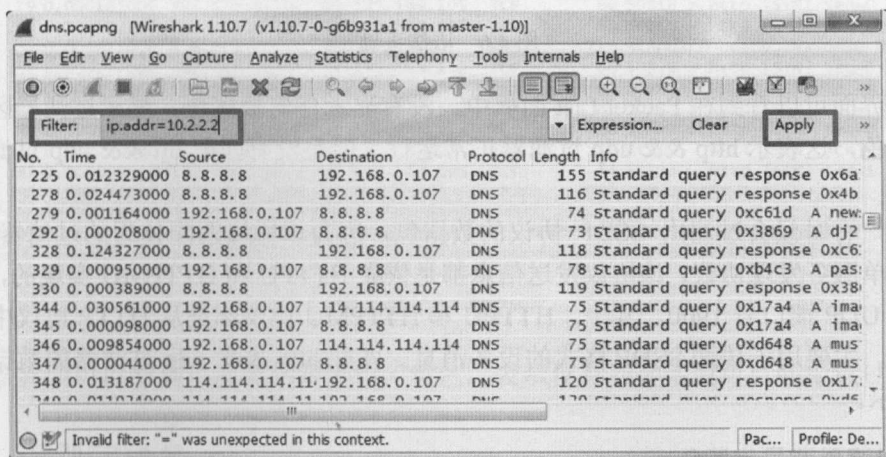 dns.pcapng [Wireshark 1.10.7 (v1.10.7-0-g6b931a1 from master-1.10)]
File Edit View Go Capture Analyze Statistics Telephony Tools Internals Help
Filter: ip.addr=10.2.2.2 Expression... Clear Apply
No. Time Source Destination Protocol Length Info
225 0.012329000 8.8.8.8 192.168.0.107 DNS 155 Standard query response 0x6a
278 0.024473000 8.8.8.8 192.168.0.107 DNS 116 Standard query response 0x4b
279 0.001164000 192.168.0.107 8.8.8.8 DNS 74 Standard query 0xc61d A new
292 0.000208000 192.168.0.107 8.8.8.8 DNS 73 Standard query 0x3869 A dj2
328 0.124327000 8.8.8.8 192.168.0.107 DNS 118 Standard query response 0xc6
329 0.000950000 192.168.0.107 8.8.8.8 DNS 78 Standard query 0xb4c3 A pas
330 0.000389000 8.8.8.8 192.168.0.107 DNS 119 Standard query response 0x38
344 0.030561000 192.168.0.107 114.114.114.114 DNS 75 Standard query 0x17a4 A ima
345 0.000098000 192.168.0.107 8.8.8.8 DNS 75 Standard query 0x17a4 A ima
346 0.009854000 192.168.0.107 114.114.114.114 DNS 75 Standard query 0xd648 A mus
347 0.000044000 192.168.0.107 8.8.8.8 DNS 75 Standard query 0xd648 A mus
348 0.013187000 114.114.114.11 192.168.0.107 DNS 120 Standard query response 0x17
Invalid filter: "=" was unexpected in this context. Pac... Profile: De...